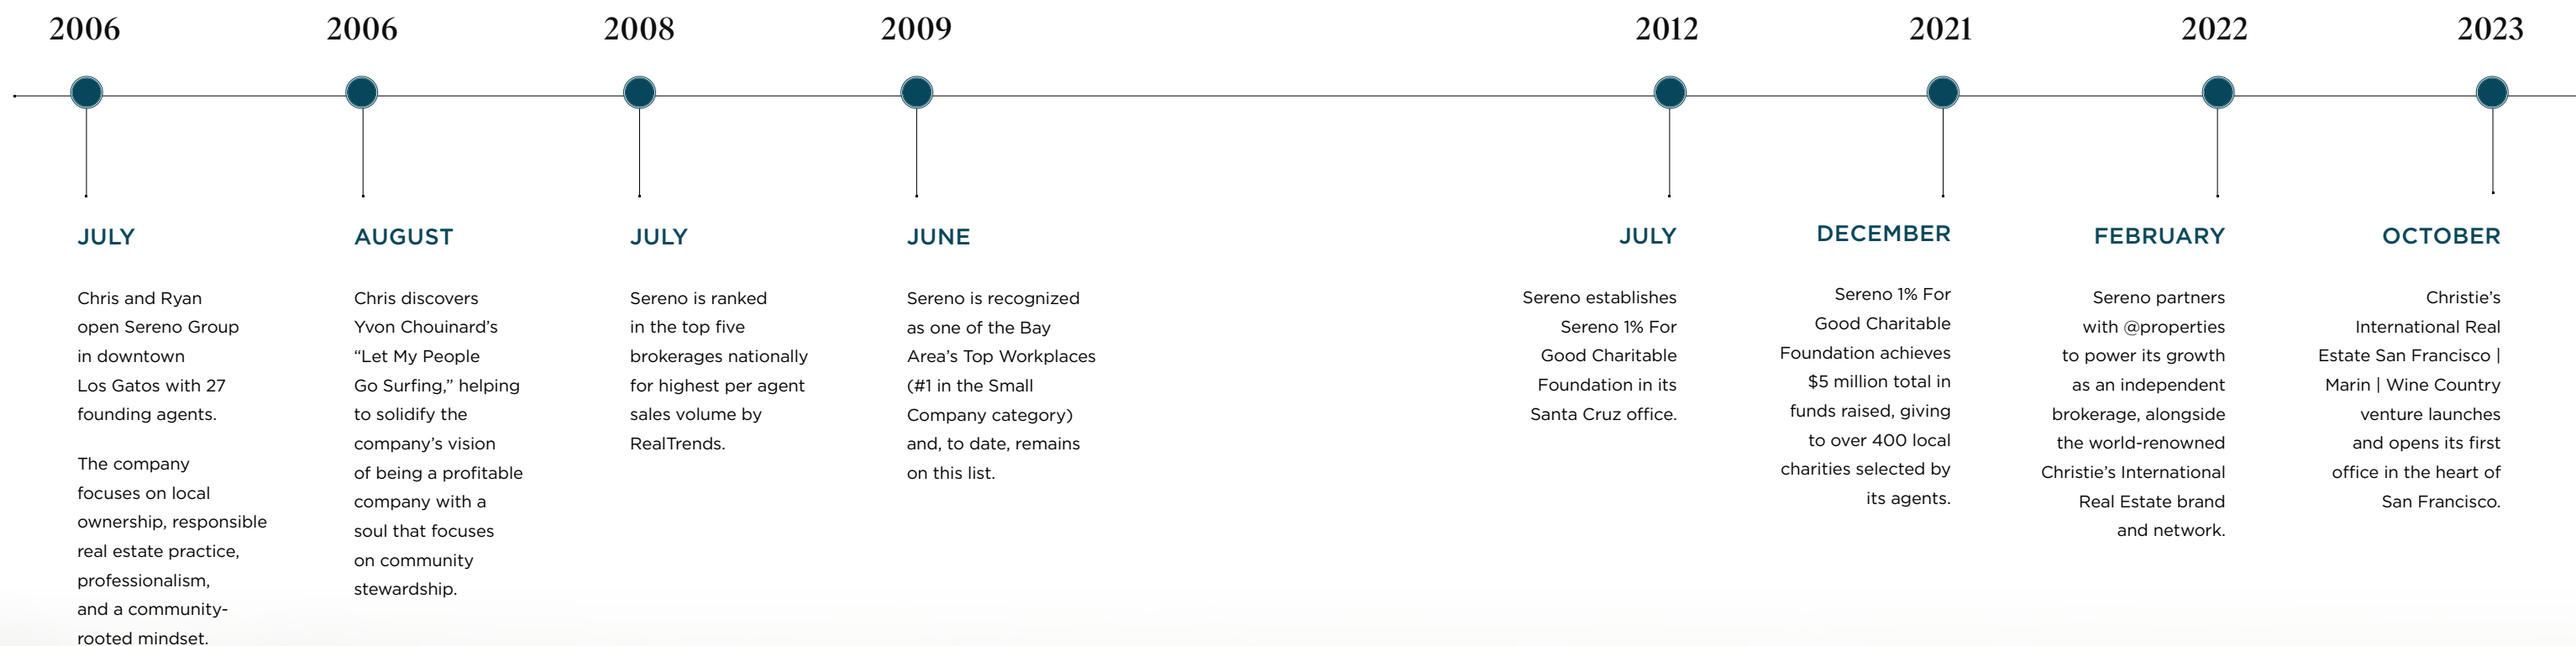 2006
JULY
Chris and Ryan
open Sereno Group
in downtown
Los Gatos with 27
founding agents.
The company
focuses on local
ownership, responsible
real estate practice,
professionalism,
and a community-
rooted mindset.
2006
AUGUST
Chris discovers
Yvon Chouinard’s
“Let My People
Go Surfing,” helping
to solidify the
company’s vision
of being a profitable
company with a
soul that focuses
on community
stewardship.
2008
JULY
Sereno is ranked
in the top five
brokerages nationally
for highest per agent
sales volume by
RealTrends.
2009
JUNE
Sereno is recognized
as one of the Bay
Area’s Top Workplaces
(#1 in the Small
Company category)
and, to date, remains
on this list.
2012
JULY
Sereno establishes
Sereno 1% For
Good Charitable
Foundation in its
Santa Cruz office.
2021
DECEMBER
Sereno 1% For
Good Charitable
Foundation achieves
$5 million total in
funds raised, giving
to over 400 local
charities selected by
its agents.
2022
FEBRUARY
Sereno partners
with @properties
to power its growth
as an independent
brokerage, alongside
the world-renowned
Christie’s International
Real Estate brand
and network.
2023
OCTOBER
Christie’s
International Real
Estate San Francisco |
Marin | Wine Country
venture launches
and opens its first
office in the heart of
San Francisco.